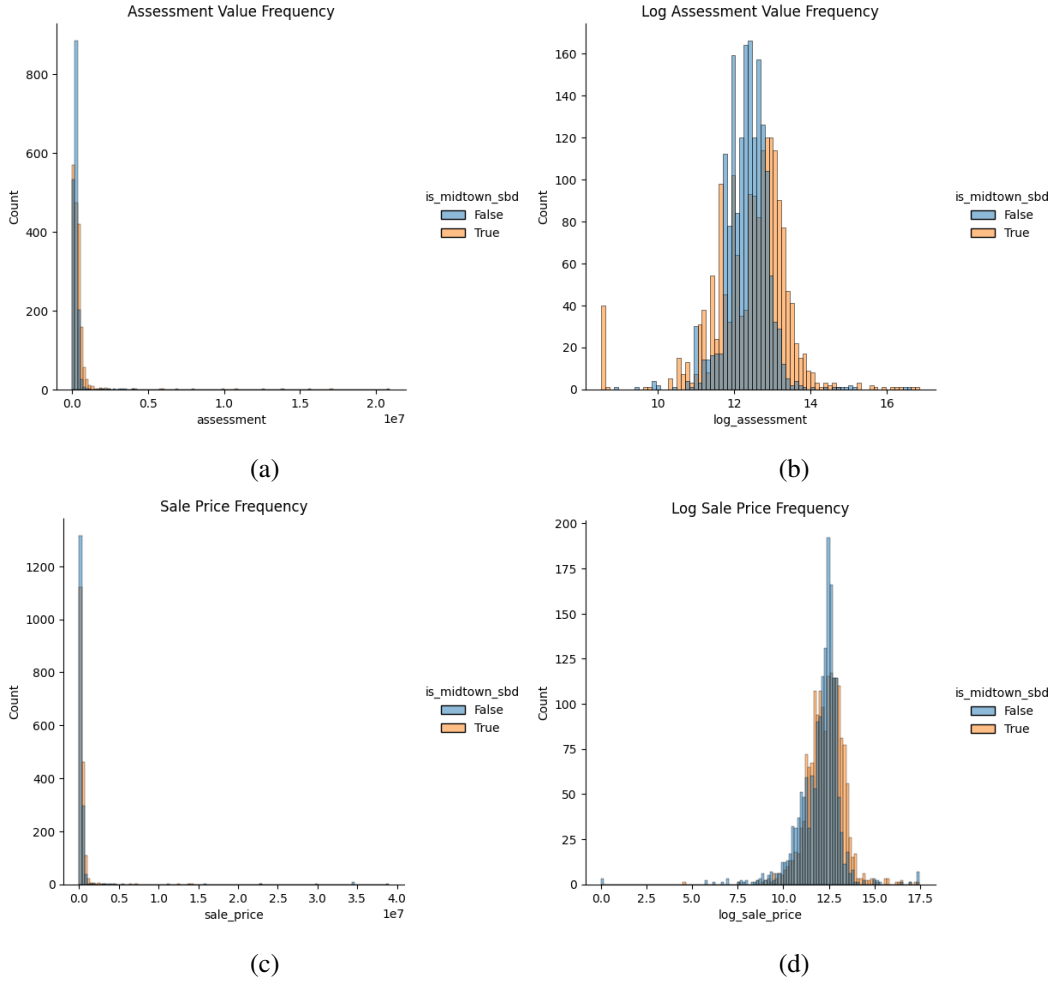 Assessment Value Frequency
800
600
400
200
0
Count
0.0 0.5 1.0 1.5 2.0
1e7
assessment
is_midtown_sbd
False
True
(a)
Log Assessment Value Frequency
160
140
120
100
80
60
40
20
0
Count
10 12 14 16
log_assessment
is_midtown_sbd
False
True
(b)
Sale Price Frequency
1200
1000
800
600
400
200
0
Count
0.0 0.5 1.0 1.5 2.0 2.5 3.0 3.5 4.0
1e7
sale_price
is_midtown_sbd
False
True
(c)
Log Sale Price Frequency
200
175
150
125
100
75
50
25
0
Count
0.0 2.5 5.0 7.5 10.0 12.5 15.0 17.5
log_sale_price
is_midtown_sbd
False
True
(d)